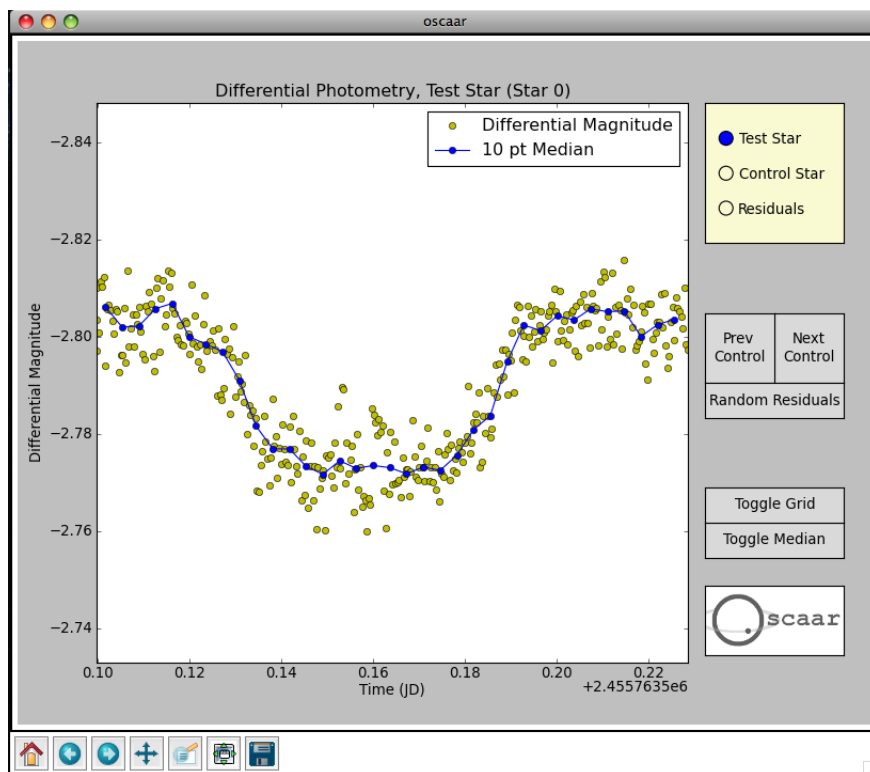 oscaar
Differential Photometry, Test Star (Star 0)
Differential Magnitude
10 pt Median
−2.84
−2.82
−2.80
−2.78
−2.76
−2.74
Differential Magnitude
0.10 0.12 0.14 0.16 0.18 0.20 0.22
Time (JD)
+2.4557635e6
Test Star
Control Star
Residuals
Prev
Control
Next
Control
Random Residuals
Toggle Grid
Toggle Median
Oscaar